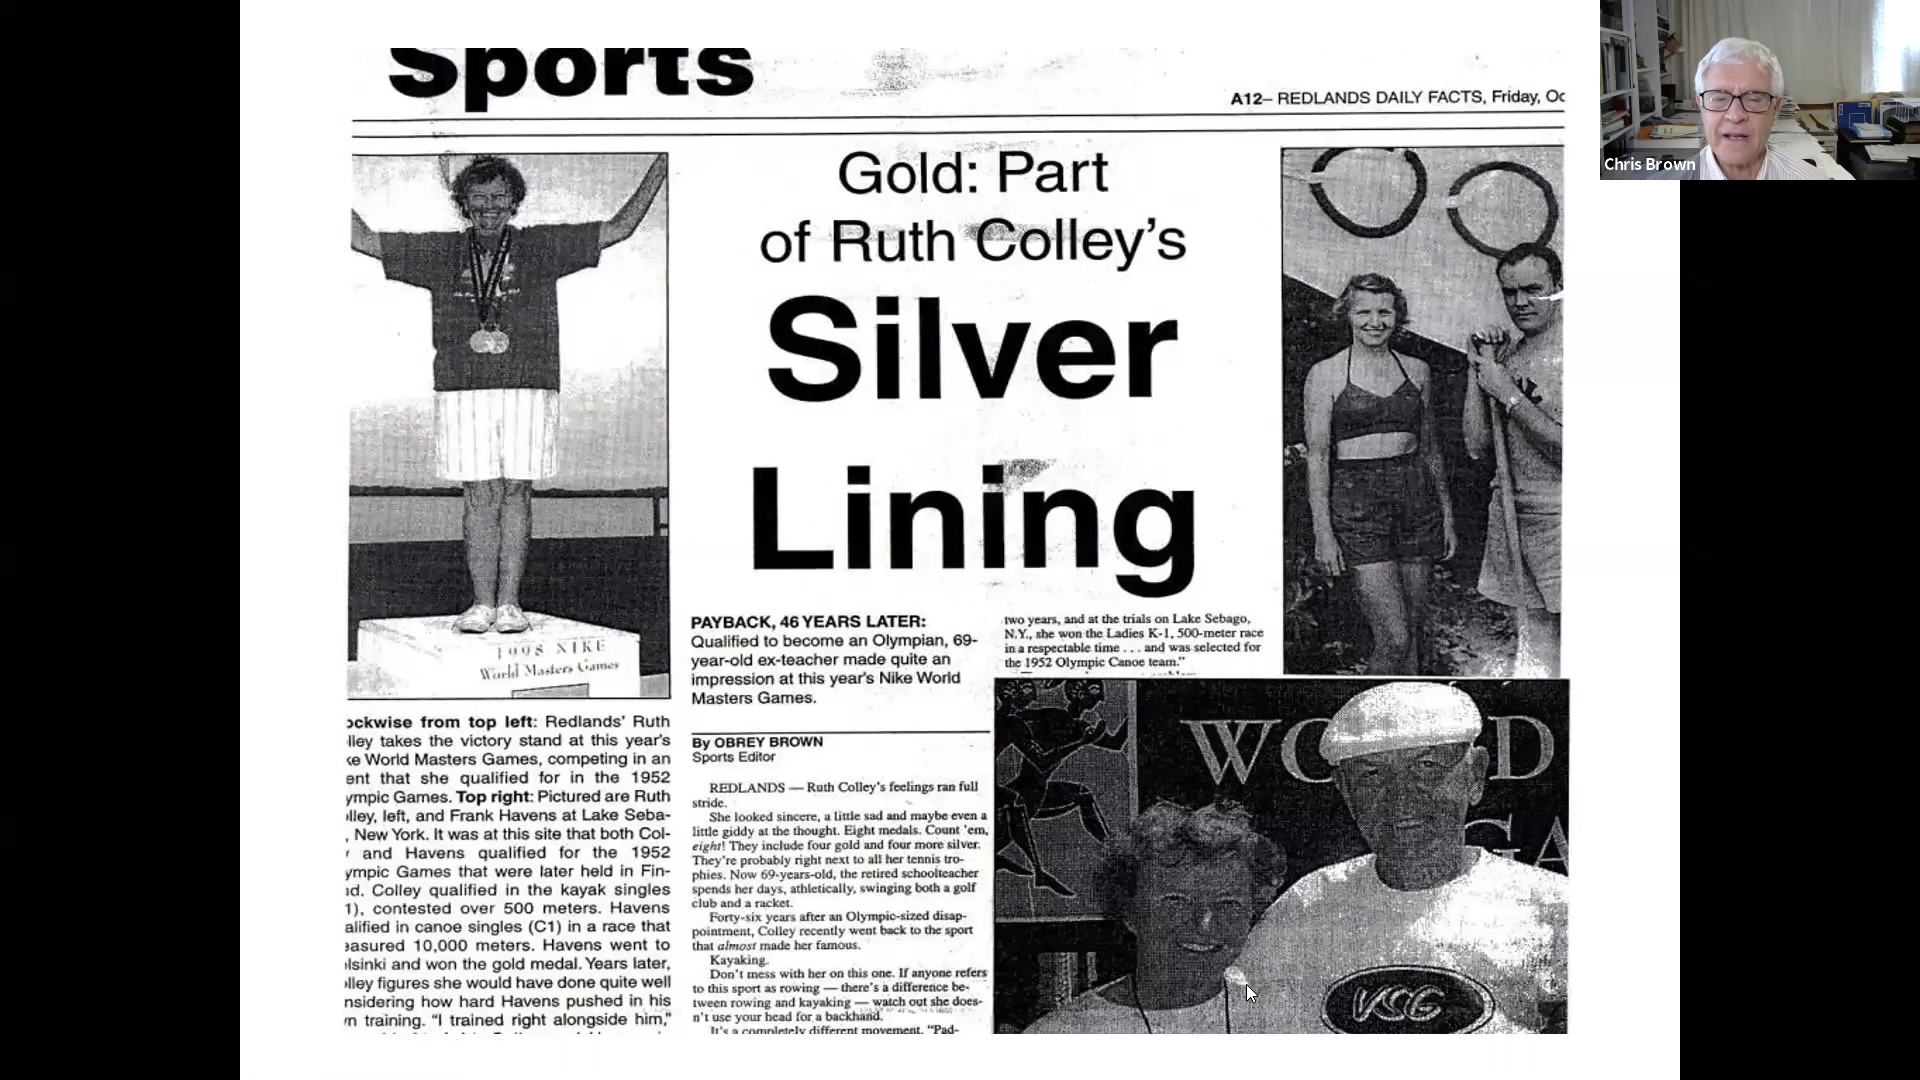 Sports
A12– REDLANDS DAILY FACTS, Friday, Oc
Chris Brown
Gold: Part
of Ruth Colley's
Silver
Lining
1998 NIKE
World Masters Games
PAYBACK, 46 YEARS LATER:
Qualified to become an Olympian, 69-
year-old ex-teacher made quite an
impression at this year's Nike World
Masters Games.
By OBREY BROWN
Sports Editor
REDLANDS — Ruth Colley's feelings ran full
stride.
She looked sincere, a little sad and maybe even a
little giddy at the thought. Eight medals. Count 'em,
eight! They include four gold and four more silver.
They're probably right next to all her tennis tro-
phies. Now 69-years-old, the retired schoolteacher
spends her days, athletically, swinging both a golf
club and a racket.
Forty-six years after an Olympic-sized disap-
pointment, Colley recently went back to the sport
that almost made her famous.
Kayaking.
Don't mess with her on this one. If anyone refers
to this sport as rowing — there's a difference be-
tween rowing and kayaking — watch out she does-
n't use your head for a backhand.
It's a completely different movement. "Pad-
two years, and at the trials on Lake Sebago,
N.Y., she won the Ladies K-1, 500-meter race
in a respectable time . . . and was selected for
the 1952 Olympic Canoe team."
ockwise from top left: Redlands' Ruth
lley takes the victory stand at this year's
ke World Masters Games, competing in an
ent that she qualified for in the 1952
ympic Games. Top right: Pictured are Ruth
lley, left, and Frank Havens at Lake Seba-
, New York. It was at this site that both Col-
and Havens qualified for the 1952
ympic Games that were later held in Fin-
d. Colley qualified in the kayak singles
1), contested over 500 meters. Havens
alified in canoe singles (C1) in a race that
easured 10,000 meters. Havens went to
lsinki and won the gold medal. Years later,
lley figures she would have done quite well
nsidering how hard Havens pushed in his
n training. "I trained right alongside him,"
WO D
GA
VSG